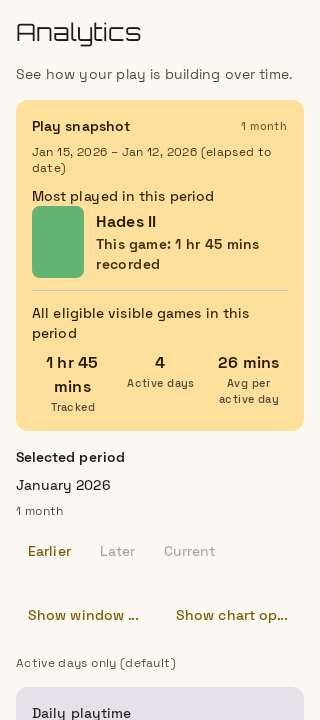 Analytics
See how your play is building over time.
Play snapshot
1 month
Jan 15, 2026 – Jan 12, 2026 (elapsed to
date)
Most played in this period
Hades II
This game: 1 hr 45 mins
recorded
All eligible visible games in this
period
1 hr 45
mins
Tracked
4
Active days
26 mins
Avg per
active day
Selected period
January 2026
1 month
Earlier
Later
Current
Show window ...
Show chart op...
Active days only (default)
Daily playtime